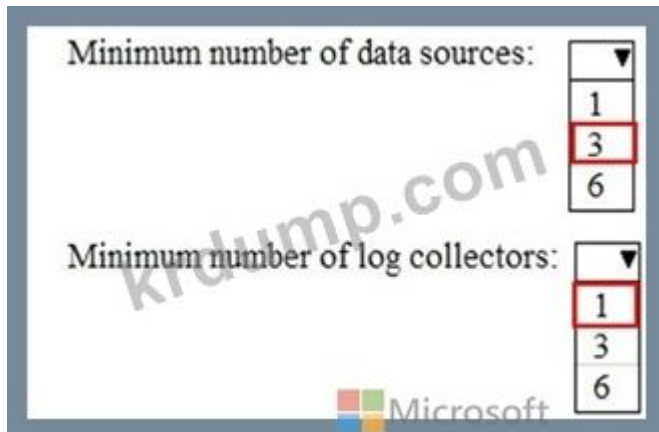 Minimum number of data sources: ▼
1
3
6
krdump.com
Minimum number of log collectors: ▼
1
3
6
Microsoft